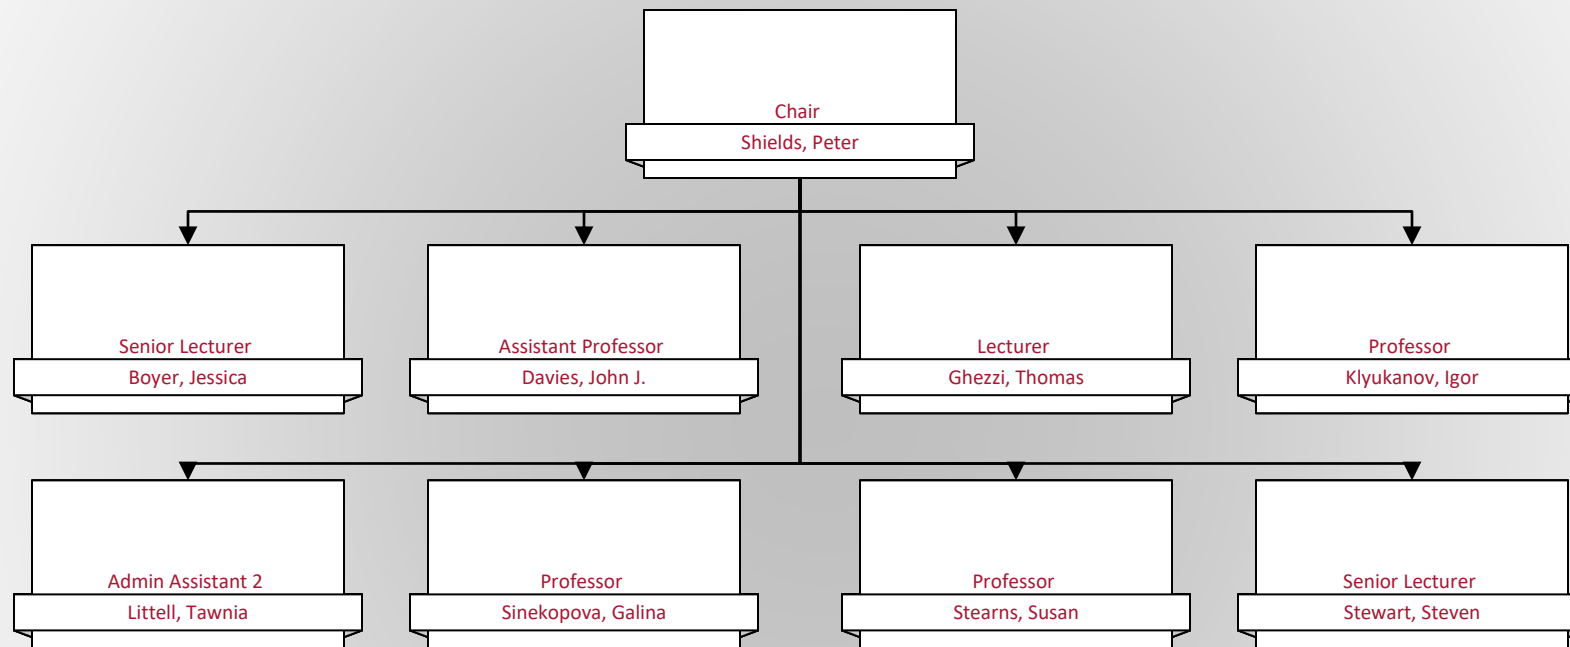 Chair
Shields, Peter
Senior Lecturer
Boyer, Jessica
Assistant Professor
Davies, John J.
Lecturer
Ghezzi, Thomas
Professor
Klyukanov, Igor
Admin Assistant 2
Littell, Tawnia
Professor
Sinekopova, Galina
Professor
Stearns, Susan
Senior Lecturer
Stewart, Steven